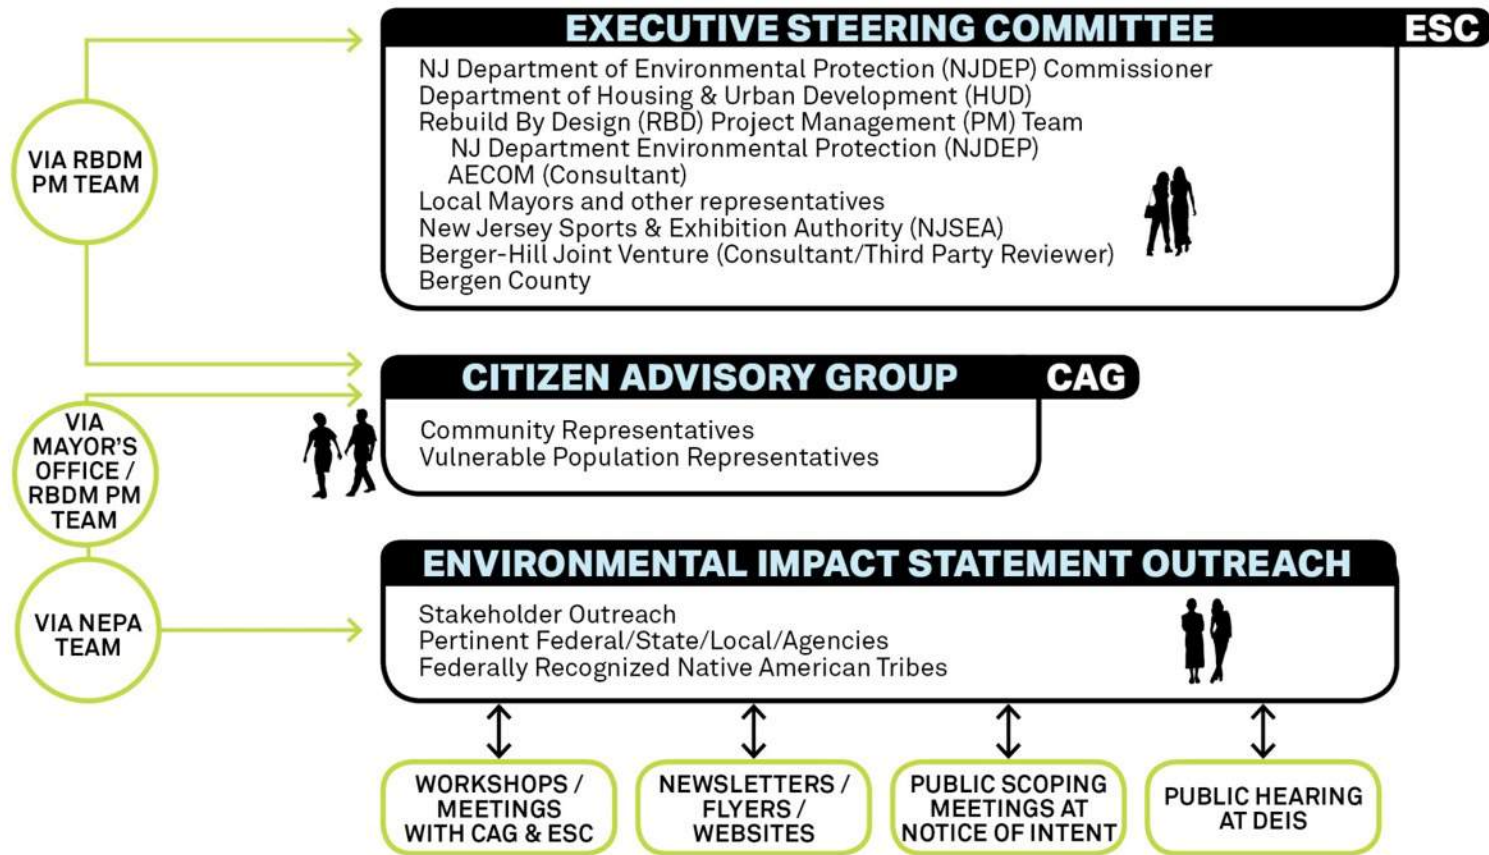 EXECUTIVE STEERING COMMITTEE ESC
NJ Department of Environmental Protection (NJDEP) Commissioner
Department of Housing & Urban Development (HUD)
Rebuild By Design (RBD) Project Management (PM) Team
NJ Department Environmental Protection (NJDEP)
AECOM (Consultant)
Local Mayors and other representatives
New Jersey Sports & Exhibition Authority (NJSEA)
Berger-Hill Joint Venture (Consultant/Third Party Reviewer)
Bergen County
VIA RBDM
PM TEAM
CITIZEN ADVISORY GROUP CAG
Community Representatives
Vulnerable Population Representatives
VIA
MAYOR'S
OFFICE /
RBDM PM
TEAM
ENVIRONMENTAL IMPACT STATEMENT OUTREACH
Stakeholder Outreach
Pertinent Federal/State/Local/Agencies
Federally Recognized Native American Tribes
VIA NEPA
TEAM
WORKSHOPS /
MEETINGS
WITH CAG & ESC
NEWSLETTERS /
FLYERS /
WEBSITES
PUBLIC SCOPING
MEETINGS AT
NOTICE OF INTENT
PUBLIC HEARING
AT DEIS